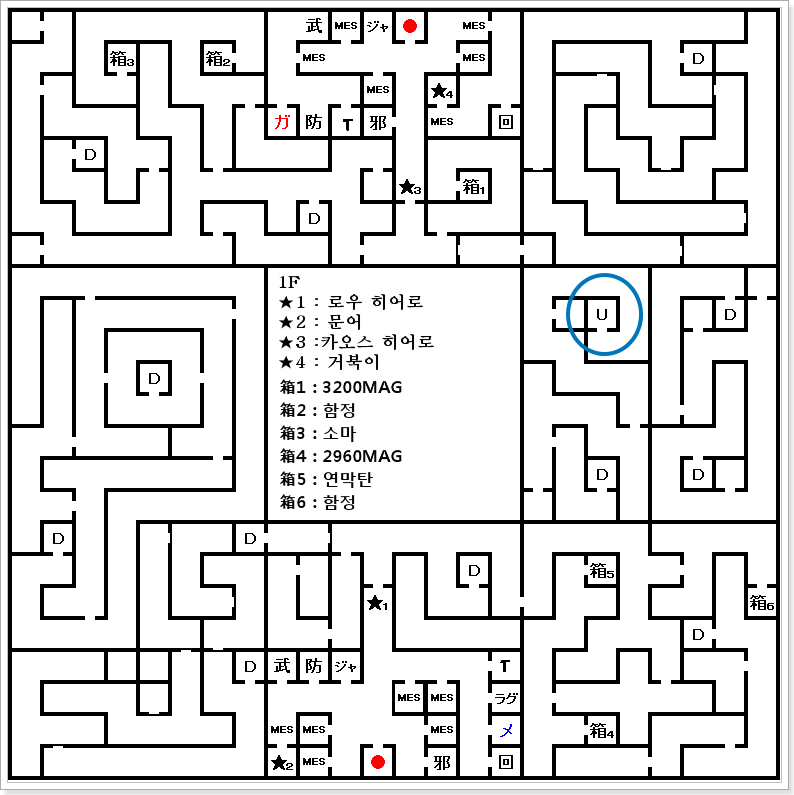 武 MES ジャ MES
箱3 箱2 MES MES D
MES ★4
ガ 防 T 邪 MES 回
D
★3 箱1
D
1F
★1 : 로우 히어로
★2 : 문어
★3 :카오스 히어로
★4 : 거북이
箱1 : 3200MAG
箱2 : 함정
箱3 : 소마
箱4 : 2960MAG
箱5 : 연막탄
箱6 : 함정
U D
D
D D
D D
D 箱5
★1 箱6
D
D 武 防 ジャ T
MES MES ラグ
MES MES MES メ 箱4
★2 MES 邪 回